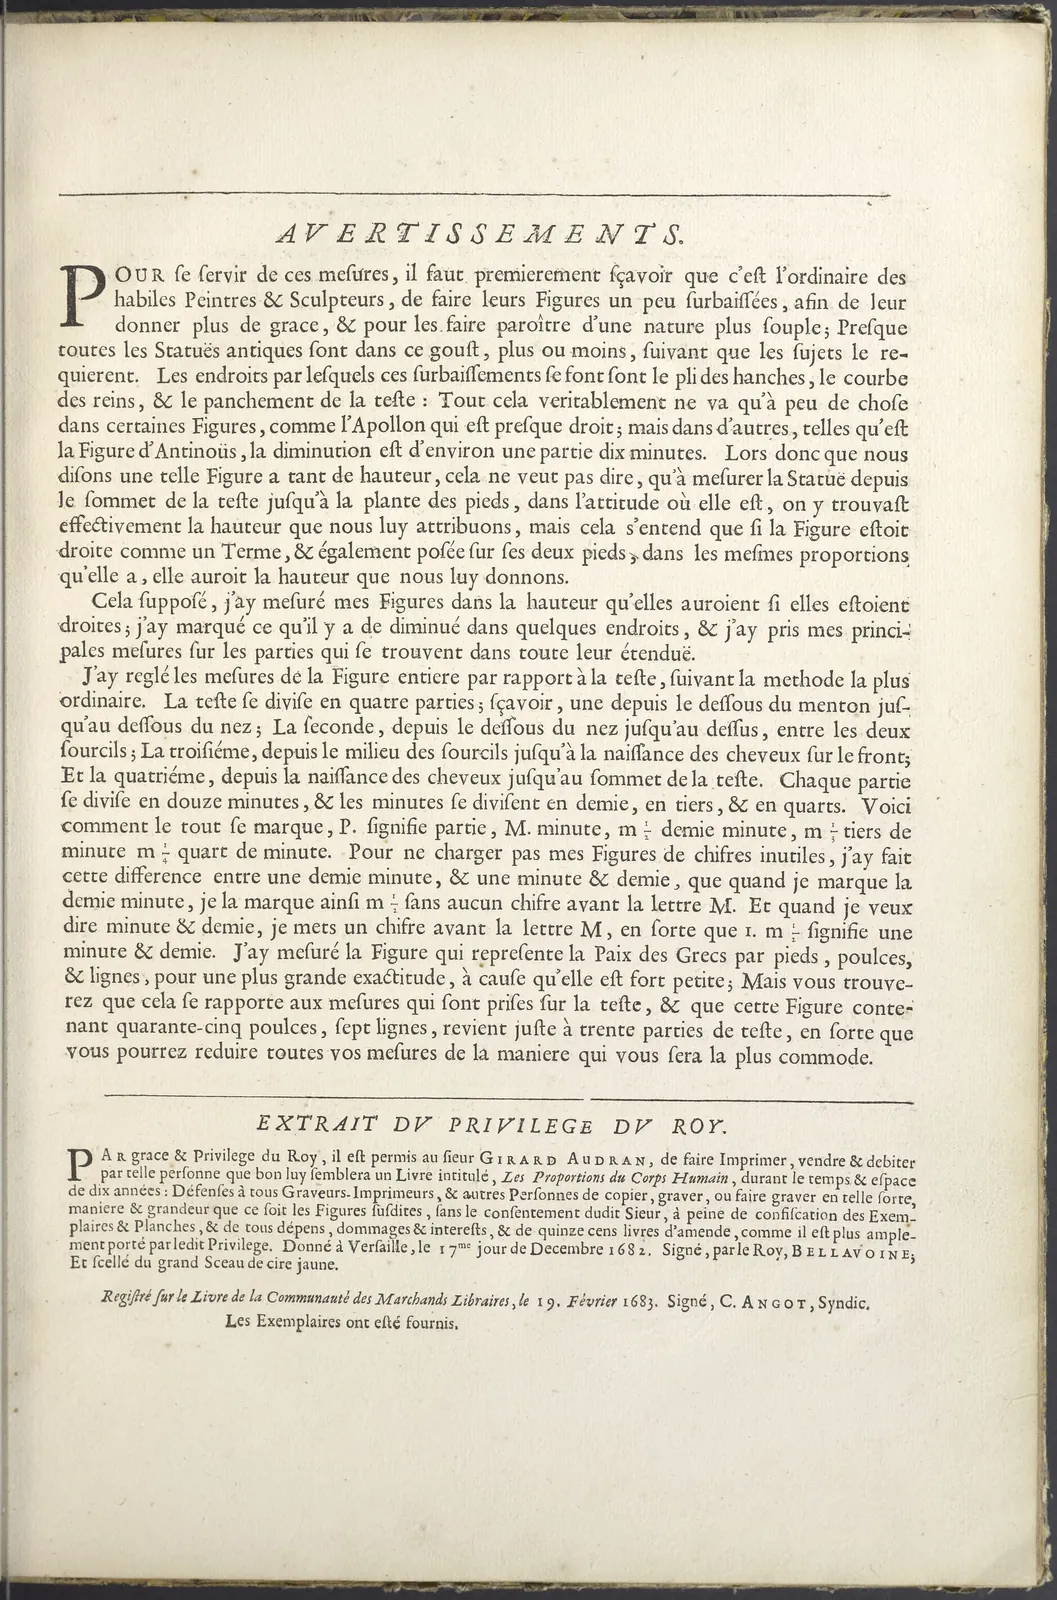 AVERTISSEMENTS.
POUR ſe ſervir de ces meſures, il faut premierement ſçavoir que c'eſt l'ordinaire des
habiles Peintres & Sculpteurs, de faire leurs Figures un peu ſurbaiſſées, afin de leur
donner plus de grace, & pour les faire paroître d'une nature plus ſouple; Preſque
toutes les Statuës antiques ſont dans ce gouſt, plus ou moins, ſuivant que les ſujets le re-
quierent. Les endroits par leſquels ces ſurbaiſſements ſe font ſont le pli des hanches, le courbe
des reins, & le panchement de la teſte : Tout cela veritablement ne va qu'à peu de choſe
dans certaines Figures, comme l'Apollon qui eſt preſque droit; mais dans d'autres, telles qu'eſt
la Figure d'Antinoüs, la diminution eſt d'environ une partie dix minutes. Lors donc que nous
diſons une telle Figure a tant de hauteur, cela ne veut pas dire, qu'à meſurer la Statuë depuis
le ſommet de la teſte juſqu'à la plante des pieds, dans l'attitude où elle eſt, on y trouvaſt
effectivement la hauteur que nous luy attribuons, mais cela s'entend que ſi la Figure eſtoit
droite comme un Terme, & également poſée ſur ſes deux pieds, dans les meſmes proportions
qu'elle a, elle auroit la hauteur que nous luy donnons.
Cela ſuppoſé, j'ay meſuré mes Figures dans la hauteur qu'elles auroient ſi elles eſtoient
droites; j'ay marqué ce qu'il y a de diminué dans quelques endroits, & j'ay pris mes princi-
pales meſures ſur les parties qui ſe trouvent dans toute leur étenduë.
J'ay reglé les meſures de la Figure entiere par rapport à la teſte, ſuivant la methode la plus
ordinaire. La teſte ſe diviſe en quatre parties; ſçavoir, une depuis le deſſous du menton juſ-
qu'au deſſous du nez; La ſeconde, depuis le deſſous du nez juſqu'au deſſus, entre les deux
ſourcils; La troiſiéme, depuis le milieu des ſourcils juſqu'à la naiſſance des cheveux ſur le front;
Et la quatriéme, depuis la naiſſance des cheveux juſqu'au ſommet de la teſte. Chaque partie
ſe diviſe en douze minutes, & les minutes ſe diviſent en demie, en tiers, & en quarts. Voici
comment le tout ſe marque, P. ſignifie partie, M. minute, m ½ demie minute, m ⅓ tiers de
minute m ¼ quart de minute. Pour ne charger pas mes Figures de chifres inutiles, j'ay fait
cette difference entre une demie minute, & une minute & demie, que quand je marque la
demie minute, je la marque ainſi m ½ ſans aucun chifre avant la lettre M. Et quand je veux
dire minute & demie, je mets un chifre avant la lettre M, en ſorte que 1. m ½ ſignifie une
minute & demie. J'ay meſuré la Figure qui repreſente la Paix des Grecs par pieds, poulces,
& lignes, pour une plus grande exactitude, à cauſe qu'elle eſt fort petite; Mais vous trouve-
rez que cela ſe rapporte aux meſures qui ſont priſes ſur la teſte, & que cette Figure conte-
nant quarante-cinq poulces, ſept lignes, revient juſte à trente parties de teſte, en ſorte que
vous pourrez reduire toutes vos meſures de la maniere qui vous ſera la plus commode.
EXTRAIT DV PRIVILEGE DV ROY.
PAR grace & Privilege du Roy, il eſt permis au ſieur GIRARD AUDRAN, de faire Imprimer, vendre & debiter
par telle perſonne que bon luy ſemblera un Livre intitulé, Les Proportions du Corps Humain, durant le temps & eſpace
de dix années : Défenſes à tous Graveurs-Imprimeurs, & autres Perſonnes de copier, graver, ou faire graver en telle ſorte,
maniere & grandeur que ce ſoit les Figures ſuſdites, ſans le conſentement dudit Sieur, à peine de confiſcation des Exem-
plaires & Planches, & de tous dépens, dommages & intereſts, & de quinze cens livres d'amende, comme il eſt plus ample-
ment porté par ledit Privilege. Donné à Verſaille, le 17me jour de Decembre 1682. Signé, par le Roy, BELLAVOINE;
Et ſcellé du grand Sceau de cire jaune.
Regiſtré ſur le Livre de la Communauté des Marchands Libraires, le 19. Février 1683. Signé, C. ANGOT, Syndic.
Les Exemplaires ont eſté fournis.